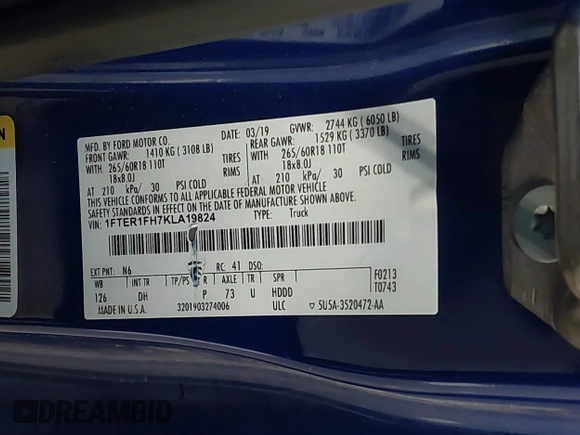 N
MFD. BY FORD MOTOR CO.
DATE: 03/19 GVWR: 2744 KG ( 6050 LB)
FRONT GAWR: 1410 KG ( 3108 LB)
REAR GAWR: 1529 KG ( 3370 LB)
265/60R18 110T TIRES
18x8.0J RIMS
AT 210 kPa/ 30 PSI COLD
265/60R18 110T TIRES
18x8.0J RIMS
AT 210 kPa/ 30 PSI COLD
THIS VEHICLE CONFORMS TO ALL APPLICABLE FEDERAL MOTOR VEHICLE
SAFETY STANDARDS IN EFFECT ON THE DATE OF MANUFACTURE SHOWN ABOVE.
VIN: 1FTER1FH7KLA19824 TYPE: Truck
EXT PNT: N6 RC: 41 DSO:
WB INT TR TP/PS R AXLE TR SPR
126 DH P 73 U HDDD
F0213
T0743
MADE IN U.S.A. 3201903274006 ULC 5U5A-3520472-AA
DREAMBID